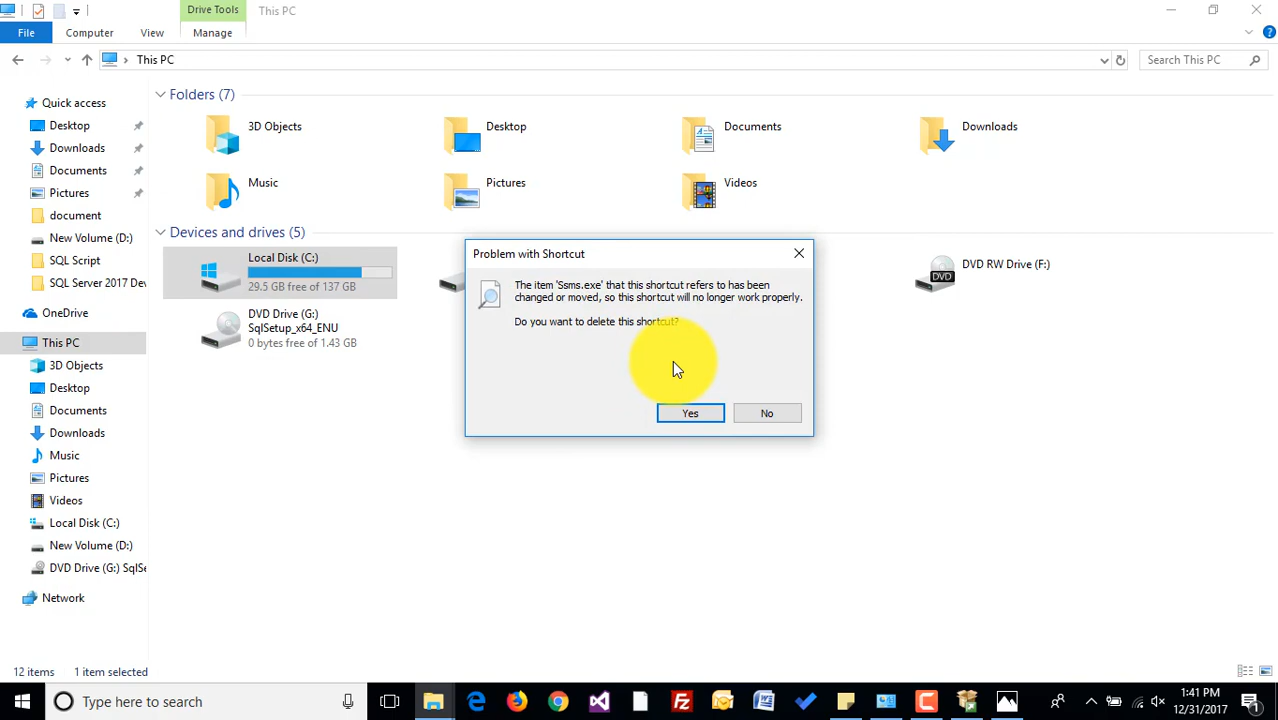 Drive Tools
This PC
File
Computer
View
Manage
This PC
Search This PC
Quick access
Desktop
Downloads
Documents
Pictures
document
New Volume (D:)
SQL Script
SQL Server 2017 Dev
OneDrive
This PC
3D Objects
Desktop
Documents
Downloads
Music
Pictures
Videos
Local Disk (C:)
New Volume (D:)
DVD Drive (G:) SqlSe
Network
Folders (7)
3D Objects
Desktop
Documents
Downloads
Music
Pictures
Videos
Devices and drives (5)
Local Disk (C:)
29.5 GB free of 137 GB
DVD RW Drive (F:)
DVD
DVD Drive (G:)
SqlSetup_x64_ENU
0 bytes free of 1.43 GB
Problem with Shortcut
The item 'Ssms.exe' that this shortcut refers to has been
changed or moved, so this shortcut will no longer work properly.
Do you want to delete this shortcut?
Yes
No
12 items
1 item selected
Type here to search
1:41 PM
12/31/2017
1